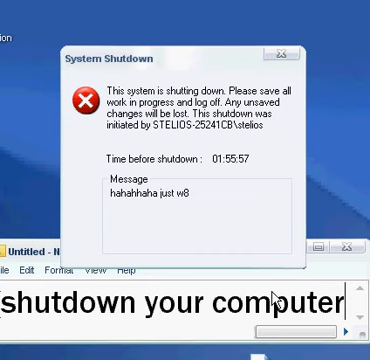 ion
System Shutdown
This system is shutting down. Please save all
work in progress and log off. Any unsaved
changes will be lost. This shutdown was
initiated by STELIOS-25241CB\stelios
Time before shutdown : 01:55:57
Message
hahahhaha just w8
Untitled - N
ile Edit Format View Help
(shutdown your computer